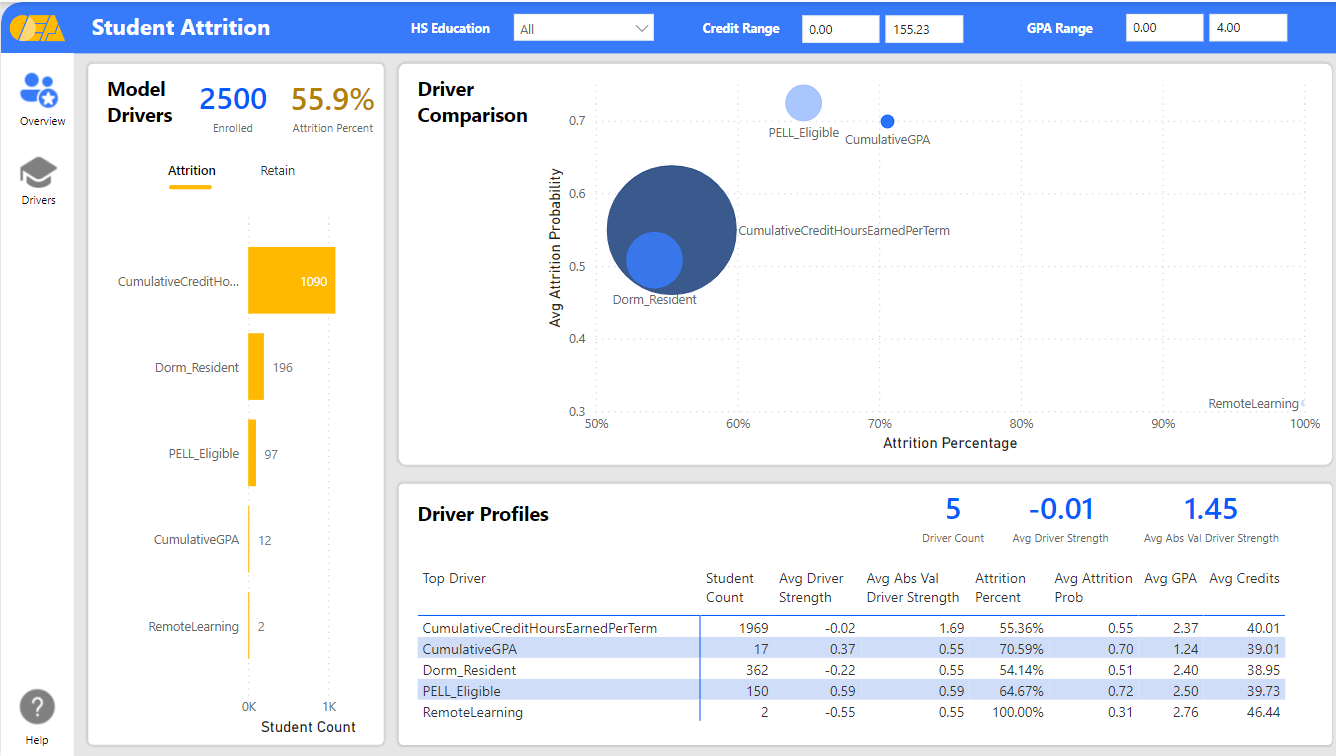 Student Attrition
HS Education
All
Credit Range
0.00
155.23
GPA Range
0.00
4.00
Overview
Drivers
Help
Model
Drivers
2500
Enrolled
55.9%
Attrition Percent
Attrition
Retain
CumulativeCreditHo...
1090
Dorm_Resident
196
PELL_Eligible
97
CumulativeGPA
12
RemoteLearning
2
0K
1K
Student Count
Driver
Comparison
Avg Attrition Probability
0.7
0.6
0.5
0.4
0.3
PELL_Eligible
CumulativeGPA
CumulativeCreditHoursEarnedPerTerm
Dorm_Resident
RemoteLearning
50% 60% 70% 80% 90% 100%
Attrition Percentage
Driver Profiles
5
Driver Count
-0.01
Avg Driver Strength
1.45
Avg Abs Val Driver Strength
Top Driver
Student
Count
Avg Driver
Strength
Avg Abs Val
Driver Strength
Attrition
Percent
Avg Attrition
Prob
Avg GPA
Avg Credits
CumulativeCreditHoursEarnedPerTerm 1969 -0.02 1.69 55.36% 0.55 2.37 40.01
CumulativeGPA 17 0.37 0.55 70.59% 0.70 1.24 39.01
Dorm_Resident 362 -0.22 0.55 54.14% 0.51 2.40 38.95
PELL_Eligible 150 0.59 0.59 64.67% 0.72 2.50 39.73
RemoteLearning 2 -0.55 0.55 100.00% 0.31 2.76 46.44